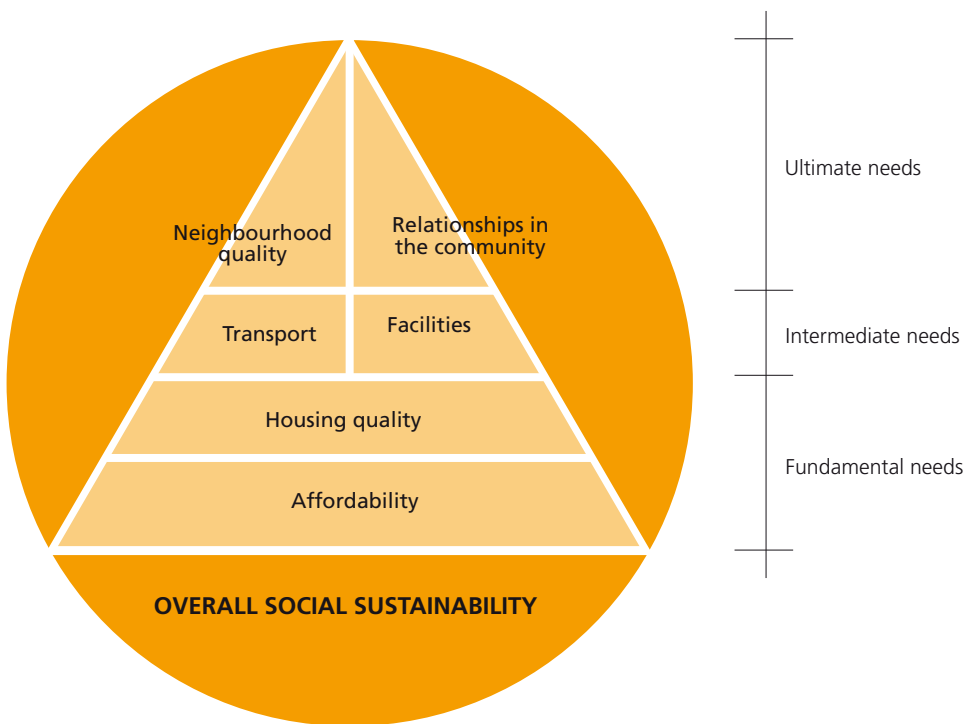 Ultimate needs
Neighbourhood
quality
Relationships in
the community
Transport
Facilities
Intermediate needs
Housing quality
Fundamental needs
Affordability
OVERALL SOCIAL SUSTAINABILITY